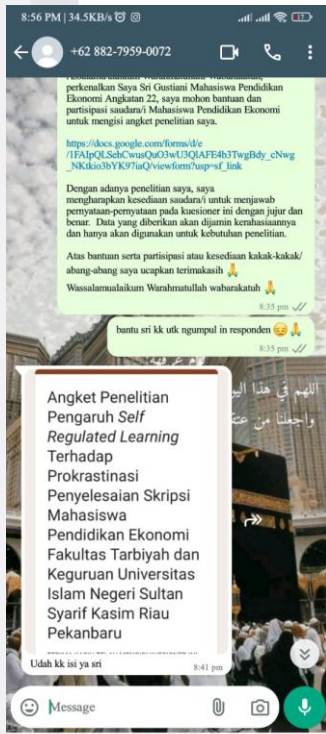 8:56 PM | 34.5KB/s
+62 882-7959-0072
perkenalkan Saya Sri Gustiani Mahasiswa Pendidikan
Ekonomi Angkatan 22, saya mohon bantuan dan
partisipasi saudara/i Mahasiswa Pendidikan Ekonomi
untuk mengisi angket penelitian saya.
https://docs.google.com/forms/d/e
/1FAIpQLSehCwusQuO3wU3QlAFE4b3TwgBdy_cNwg
_NKtkio3bYK97iaQ/viewform?usp=sf_link
Dengan adanya penelitian saya, saya
mengharapkan kesediaan saudara/i untuk menjawab
pernyataan-pernyataan pada kuesioner ini dengan jujur dan
benar. Data yang diberikan akan dijamin kerahasiaannya
dan hanya akan digunakan untuk kebutuhan penelitian.
Atas bantuan serta partisipasi atau kesediaan kakak-kakak/
abang-abang saya ucapkan terimakasih 🙏
Wassalamualaikum Warahmatullah wabarakatuh 🙏
8:35 pm
bantu sri kk utk ngumpul in responden 😔🙏
8:35 pm
اللهم في هذا اليو
واجعلنا من عتق
Angket Penelitian
Pengaruh Self
Regulated Learning
Terhadap
Prokrastinasi
Penyelesaian Skripsi
Mahasiswa
Pendidikan Ekonomi
Fakultas Tarbiyah dan
Keguruan Universitas
Islam Negeri Sultan
Syarif Kasim Riau
Pekanbaru
Udah kk isi ya sri
8:41 pm
Message